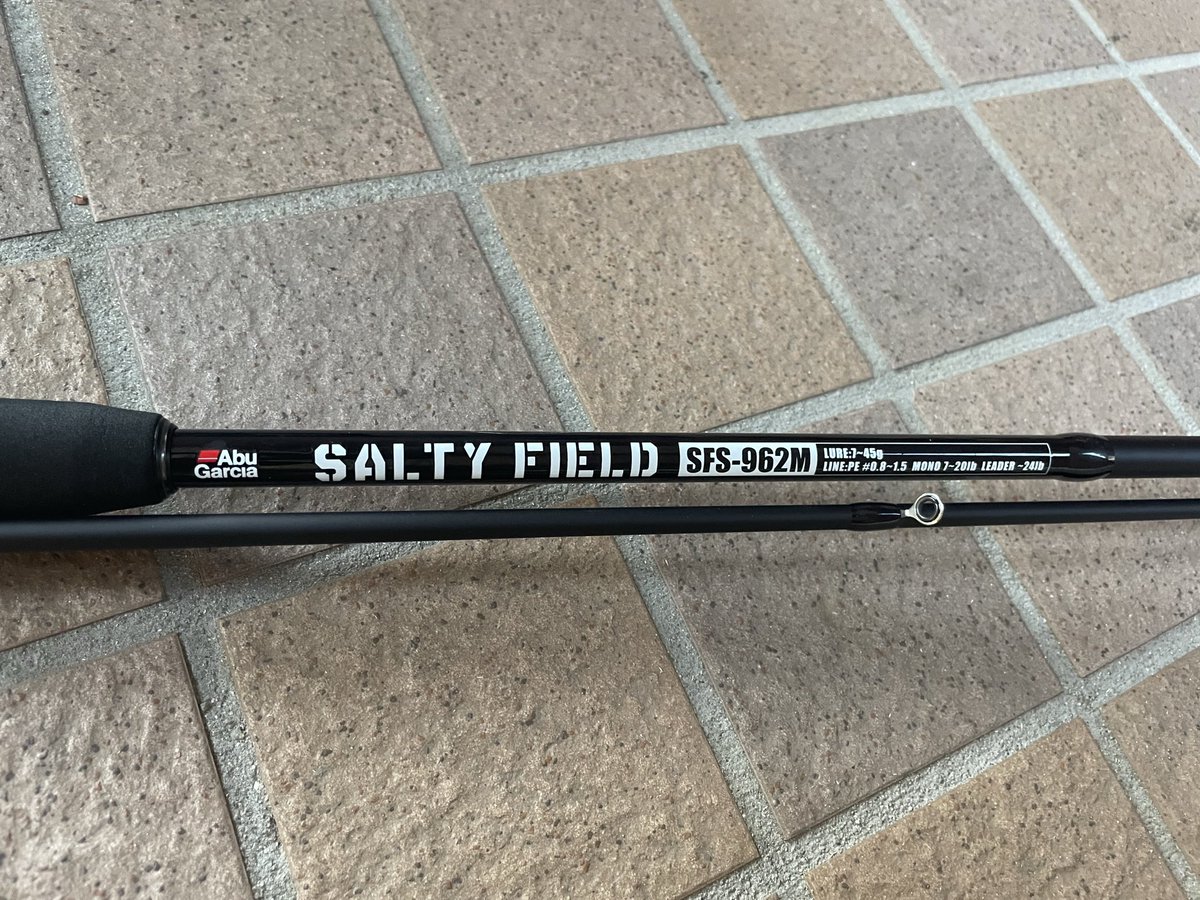 Abu
Garcia
SALTY FIELD
SFS-962M
LURE:7~45g
LINE:PE #0.8~1.5 MONO 7~20lb LEADER ~24lb